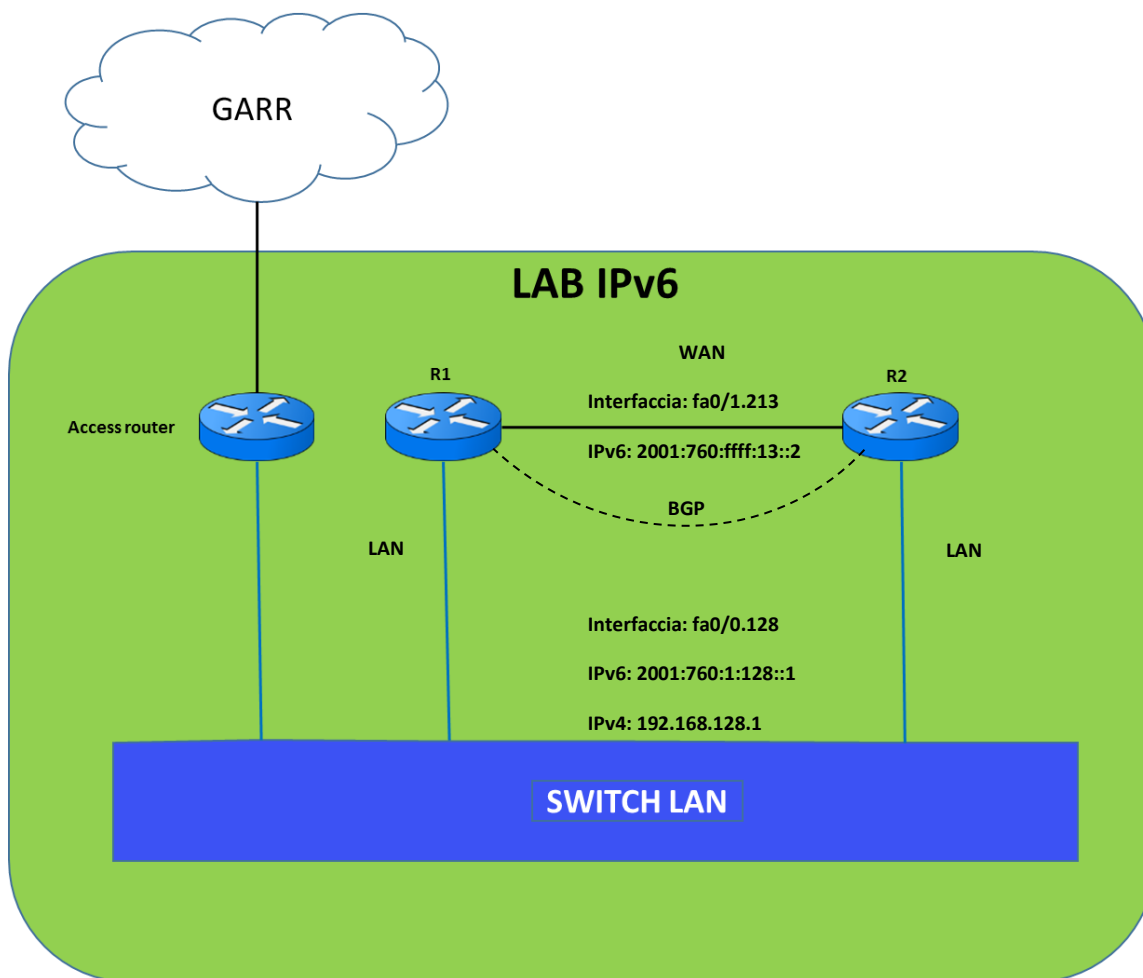 GARR
LAB IPv6
WAN
R1
R2
Interfaccia: fa0/1.213
Access router
IPv6: 2001:760:ffff:13::2
BGP
LAN
LAN
Interfaccia: fa0/0.128
IPv6: 2001:760:1:128::1
IPv4: 192.168.128.1
SWITCH LAN